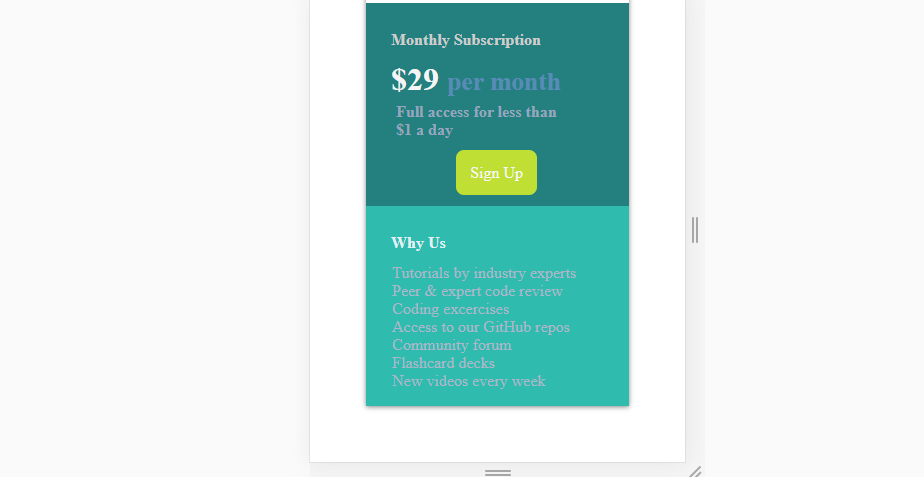 Monthly Subscription
$29 per month
Full access for less than
$1 a day
Sign Up
Why Us
Tutorials by industry experts
Peer & expert code review
Coding excercises
Access to our GitHub repos
Community forum
Flashcard decks
New videos every week